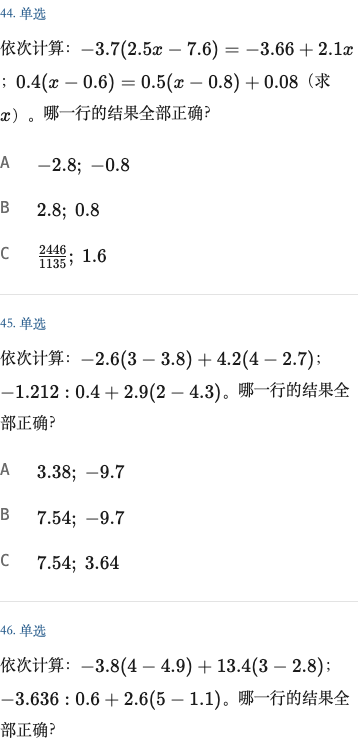 44. 单选
依次计算：−3.7(2.5x − 7.6) = −3.66 + 2.1x
；0.4(x − 0.6) = 0.5(x − 0.8) + 0.08（求
x）。哪一行的结果全部正确?
A −2.8; −0.8
B 2.8; 0.8
C 2446/1135; 1.6
45. 单选
依次计算：−2.6(3 − 3.8) + 4.2(4 − 2.7);
−1.212 : 0.4 + 2.9(2 − 4.3)。哪一行的结果全
部正确?
A 3.38; −9.7
B 7.54; −9.7
C 7.54; 3.64
46. 单选
依次计算：−3.8(4 − 4.9) + 13.4(3 − 2.8);
−3.636 : 0.6 + 2.6(5 − 1.1)。哪一行的结果全
部正确?